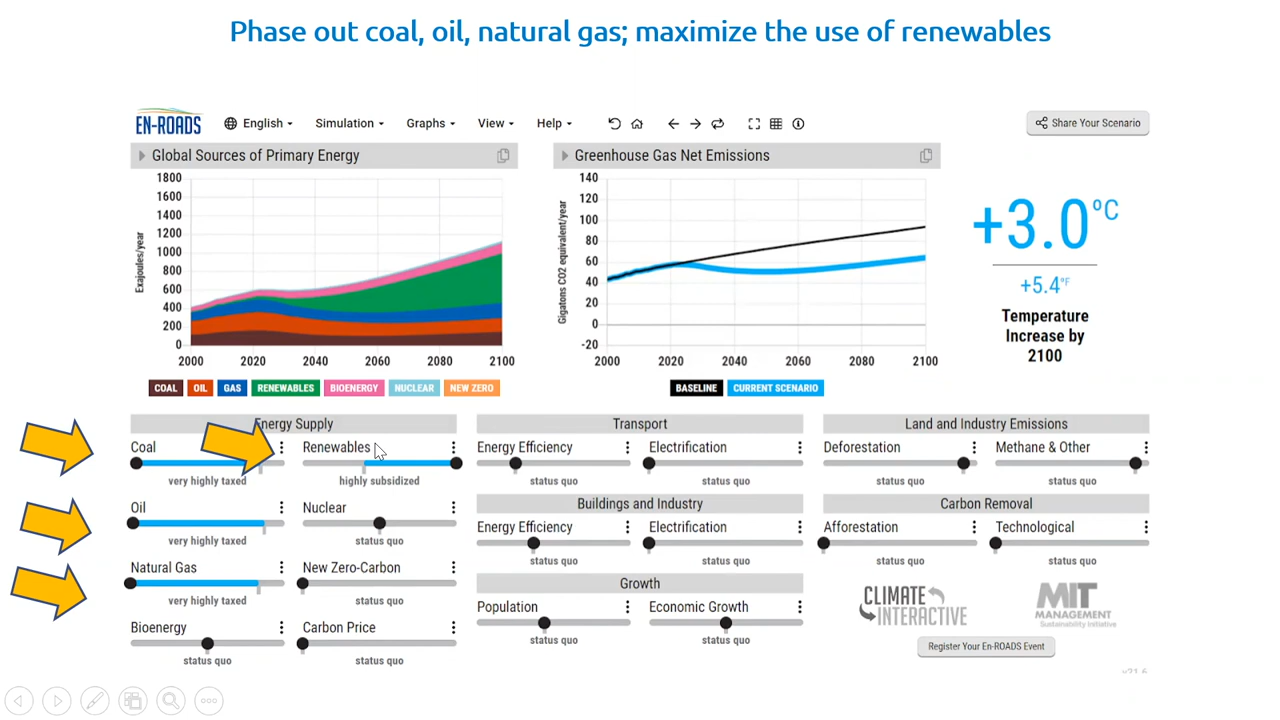 Phase out coal, oil, natural gas; maximize the use of renewables
EN-ROADS
English
Simulation
Graphs
View
Help
Share Your Scenario
Global Sources of Primary Energy
Exajoules/year
1800
1600
1400
1200
1000
800
600
400
200
0
2000 2020 2040 2060 2080 2100
COAL OIL GAS RENEWABLES BIOENERGY NUCLEAR NEW ZERO
Greenhouse Gas Net Emissions
Gigatons CO2 equivalent/year
140
120
100
80
60
40
20
0
-20
2000 2020 2040 2060 2080 2100
BASELINE CURRENT SCENARIO
+3.0ºC
+5.4°F
Temperature
Increase by
2100
Energy Supply
Coal
very highly taxed
Renewables
highly subsidized
Oil
very highly taxed
Nuclear
status quo
Natural Gas
very highly taxed
New Zero-Carbon
status quo
Bioenergy
status quo
Carbon Price
status quo
Transport
Energy Efficiency
status quo
Electrification
status quo
Buildings and Industry
Energy Efficiency
status quo
Electrification
status quo
Growth
Population
status quo
Economic Growth
status quo
Land and Industry Emissions
Deforestation
status quo
Methane & Other
status quo
Carbon Removal
Afforestation
status quo
Technological
status quo
CLIMATE
INTERACTIVE
MIT
MANAGEMENT
Sustainability Initiative
Register Your En-ROADS Event